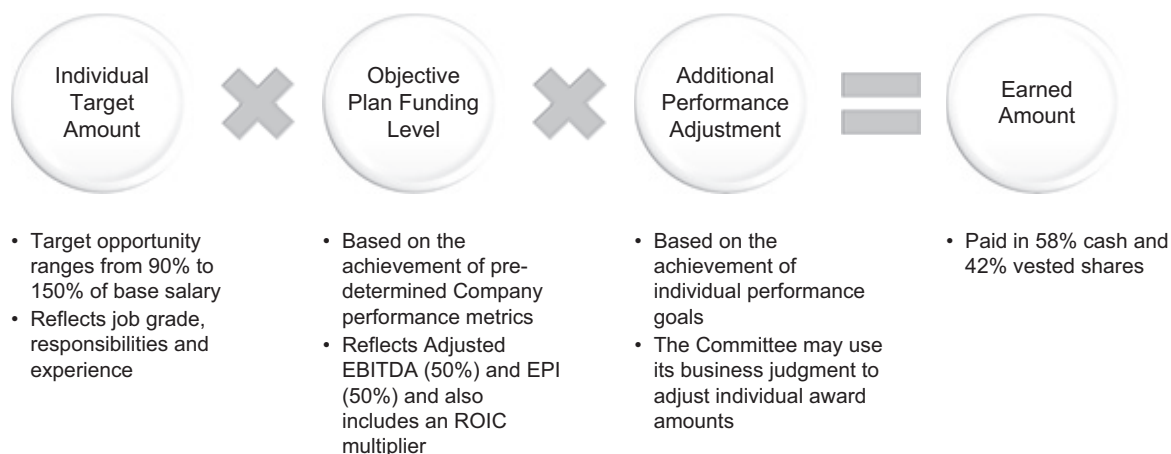 Individual
Target
Amount
Objective
Plan Funding
Level
Additional
Performance
Adjustment
Earned
Amount
• Target opportunity
ranges from 90% to
150% of base salary
• Reflects job grade,
responsibilities and
experience
• Based on the
achievement of pre-
determined Company
performance metrics
• Reflects Adjusted
EBITDA (50%) and EPI
(50%) and also
includes an ROIC
multiplier
• Based on the
achievement of
individual performance
goals
• The Committee may use
its business judgment to
adjust individual award
amounts
• Paid in 58% cash and
42% vested shares